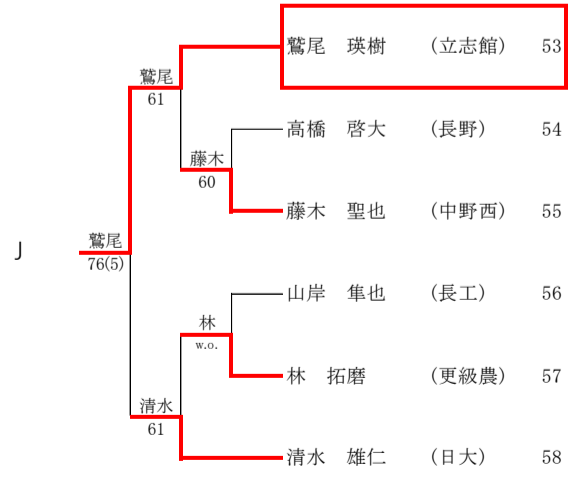 鷲尾 瑛樹 (立志館) 53
鷲尾
61
高橋 啓大 (長野) 54
藤木
60
藤木 聖也 (中野西) 55
J
鷲尾
76(5)
山岸 隼也 (長工) 56
林
w.o.
林 拓磨 (更級農) 57
清水
61
清水 雄仁 (日大) 58